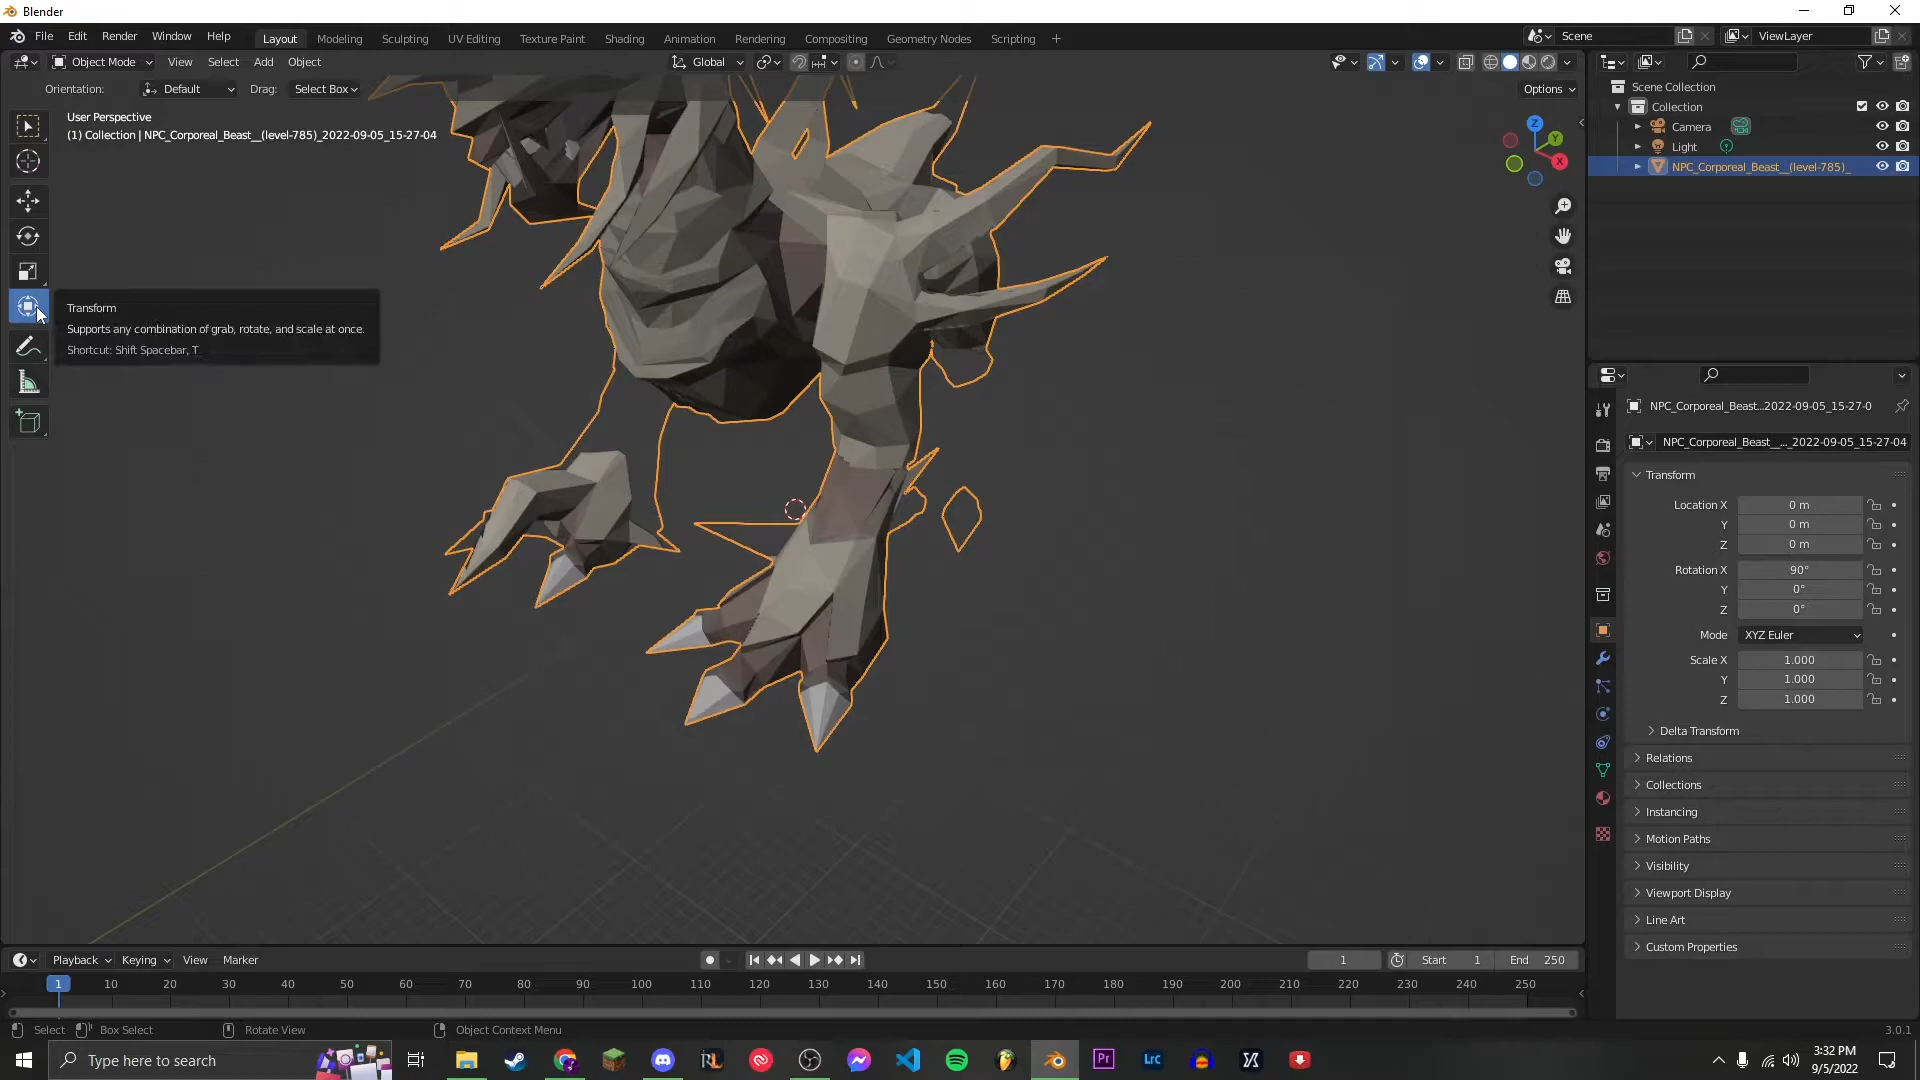 Blender
File Edit Render Window Help
Layout Modeling Sculpting UV Editing Texture Paint Shading Animation Rendering Compositing Geometry Nodes Scripting +
Scene
ViewLayer
Object Mode View Select Add Object
Global
Orientation: Default Drag: Select Box
Options
User Perspective
(1) Collection | NPC_Corporeal_Beast__(level-785)_2022-09-05_15-27-04
Z
Y
X
Transform
Supports any combination of grab, rotate, and scale at once.
Shortcut: Shift Spacebar, T
Scene Collection
Collection
Camera
Light
NPC_Corporeal_Beast__(level-785)_
NPC_Corporeal_Beast...2022-09-05_15-27-0
NPC_Corporeal_Beast__..._2022-09-05_15-27-04
Transform
Location X 0 m
Y 0 m
Z 0 m
Rotation X 90°
Y 0°
Z 0°
Mode XYZ Euler
Scale X 1.000
Y 1.000
Z 1.000
Delta Transform
Relations
Collections
Instancing
Motion Paths
Visibility
Viewport Display
Line Art
Custom Properties
Playback Keying View Marker
1
Start 1
End 250
1 10 20 30 40 50 60 70 80 90 100 110 120 130 140 150 160 170 180 190 200 210 220 230 240 250
Select Box Select Rotate View Object Context Menu
3.0.1
Type here to search
Pr
Lrc
3:32 PM
9/5/2022